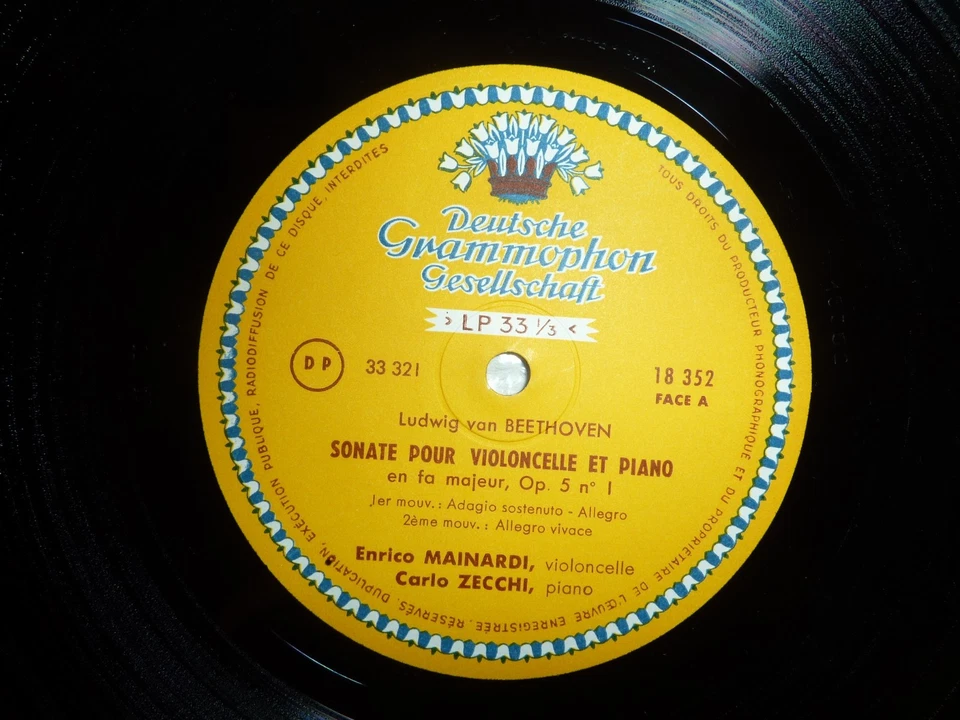 Deutsche
Grammophon
Gesellschaft
LP 33 1/3
DP 33 321
18 352
FACE A
Ludwig van BEETHOVEN
SONATE POUR VIOLONCELLE ET PIANO
en fa majeur, Op. 5 n° 1
1er mouv. : Adagio sostenuto - Allegro
2ème mouv. : Allegro vivace
Enrico MAINARDI, violoncelle
Carlo ZECCHI, piano
TOUS DROITS DU PRODUCTEUR PHONOGRAPHIQUE ET DU PROPRIÉTAIRE DE L'ŒUVRE ENREGISTRÉE. RÉSERVÉS. DUPLICATION, EXÉCUTION PUBLIQUE, RADIODIFFUSION DE CE DISQUE, INTERDITES